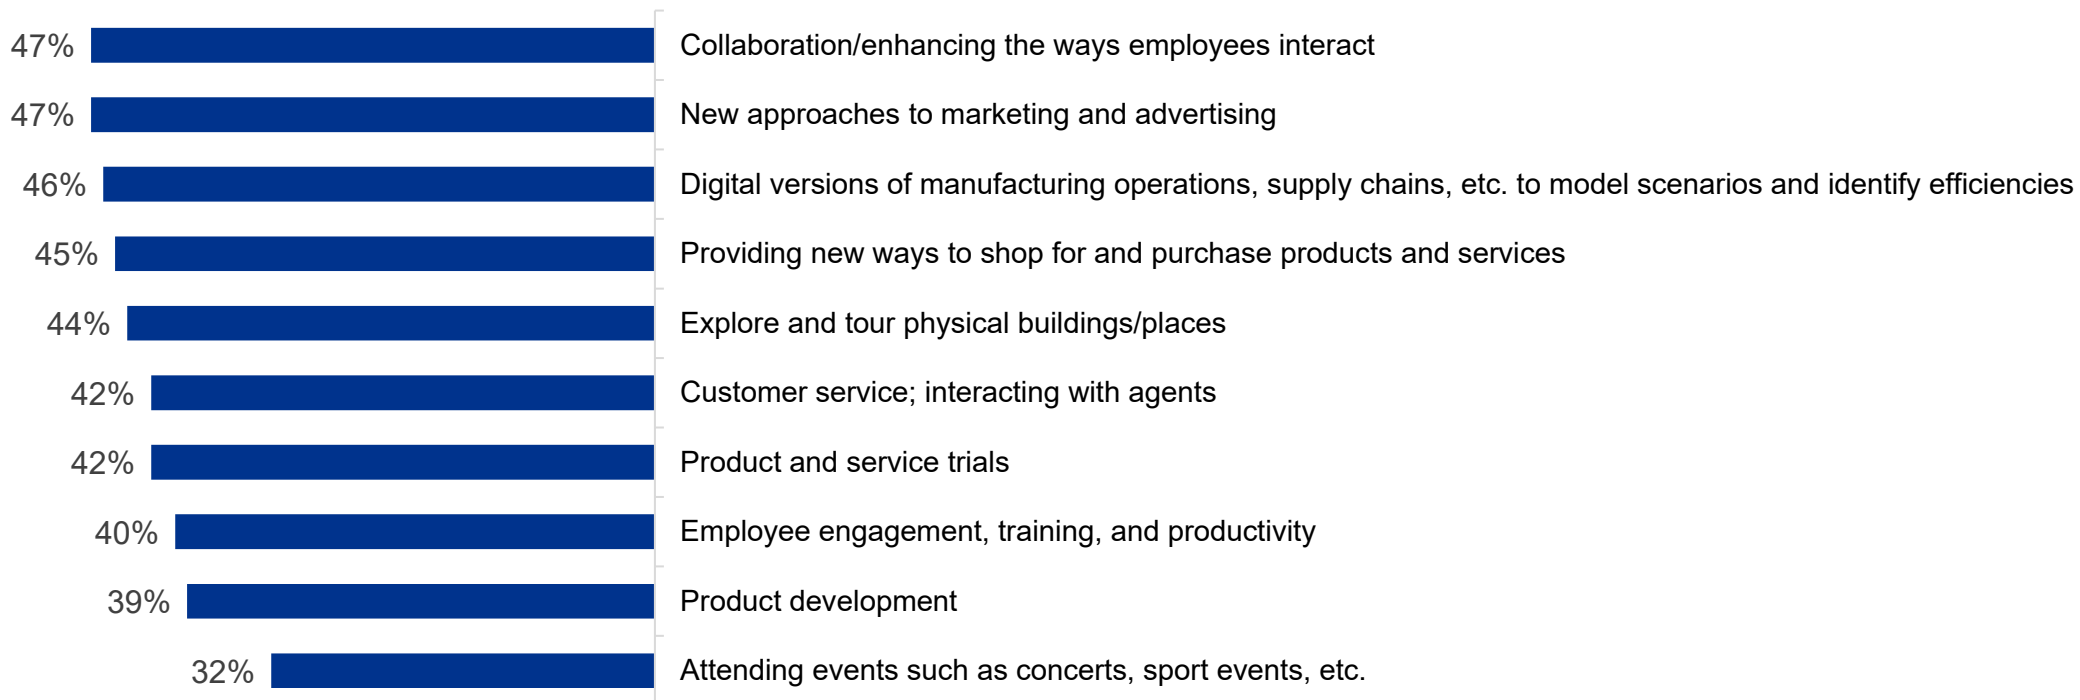 47% Collaboration/enhancing the ways employees interact
47% New approaches to marketing and advertising
46% Digital versions of manufacturing operations, supply chains, etc. to model scenarios and identify efficiencies
45% Providing new ways to shop for and purchase products and services
44% Explore and tour physical buildings/places
42% Customer service; interacting with agents
42% Product and service trials
40% Employee engagement, training, and productivity
39% Product development
32% Attending events such as concerts, sport events, etc.